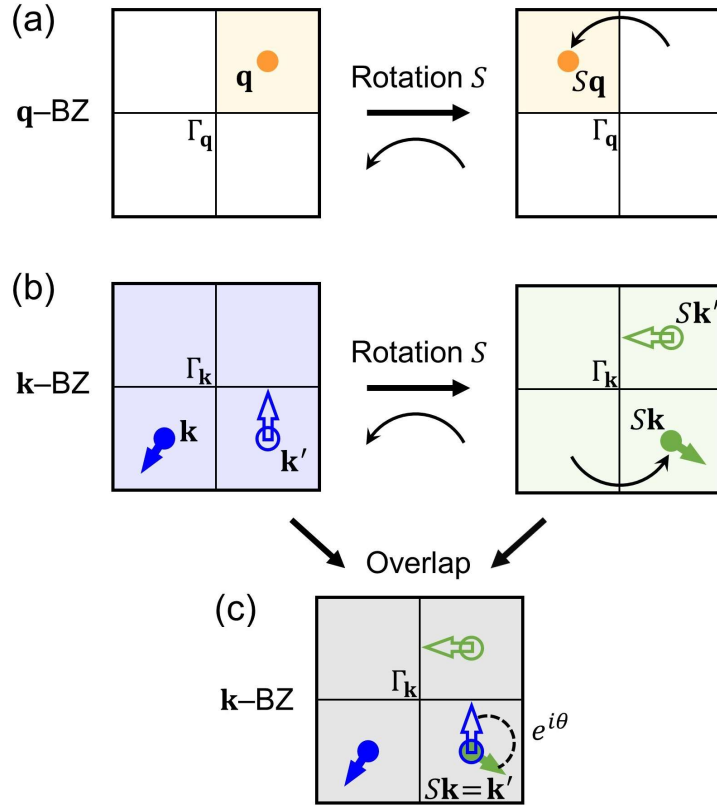 (a)
q–BZ
q
Γq
Rotation S
Sq
Γq
(b)
k–BZ
Γk
k
k′
Rotation S
Sk′
Γk
Sk
Overlap
(c)
k–BZ
Γk
e^{iθ}
Sk=k′